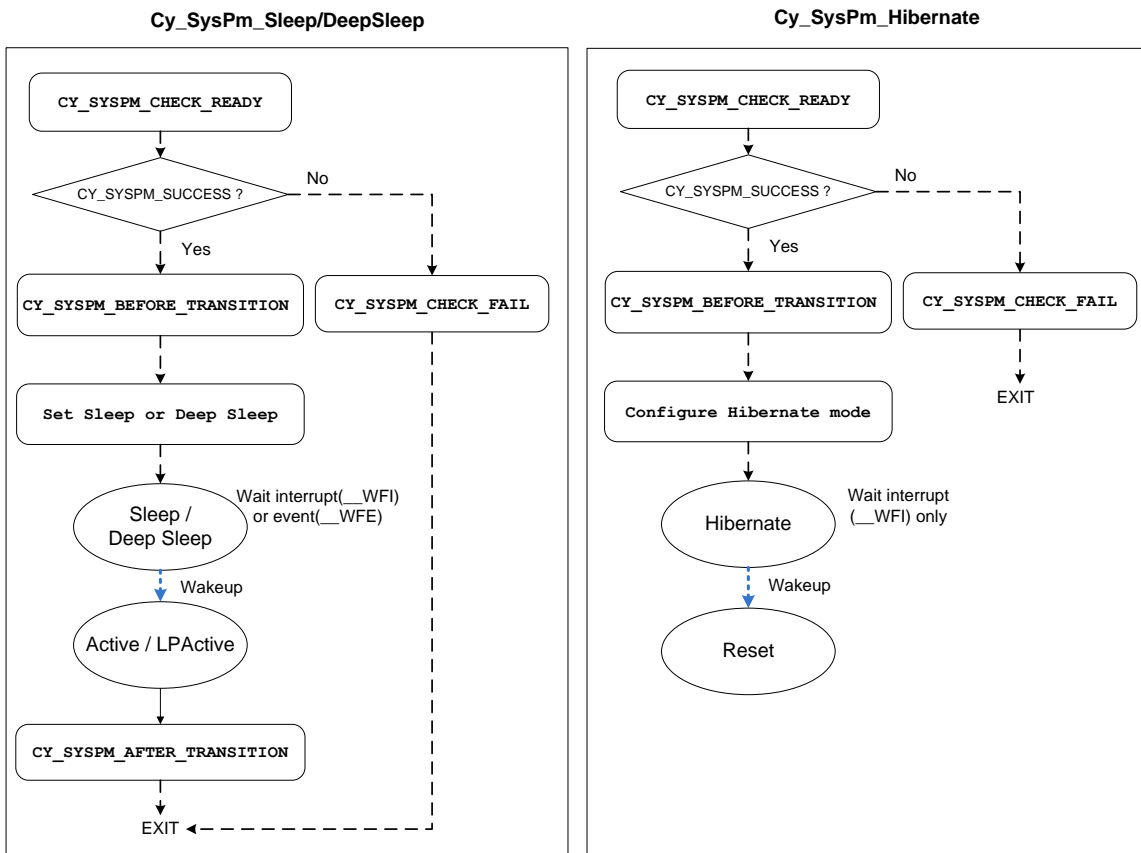 Cy_SysPm_Sleep/DeepSleep
CY_SYSPM_CHECK_READY
CY_SYSPM_SUCCESS ?
No
Yes
CY_SYSPM_BEFORE_TRANSITION
CY_SYSPM_CHECK_FAIL
Set Sleep or Deep Sleep
Sleep /
Deep Sleep
Wait interrupt(__WFI)
or event(__WFE)
Wakeup
Active / LPActive
CY_SYSPM_AFTER_TRANSITION
EXIT
Cy_SysPm_Hibernate
CY_SYSPM_CHECK_READY
CY_SYSPM_SUCCESS ?
No
Yes
CY_SYSPM_BEFORE_TRANSITION
CY_SYSPM_CHECK_FAIL
EXIT
Configure Hibernate mode
Hibernate
Wait interrupt
(__WFI) only
Wakeup
Reset